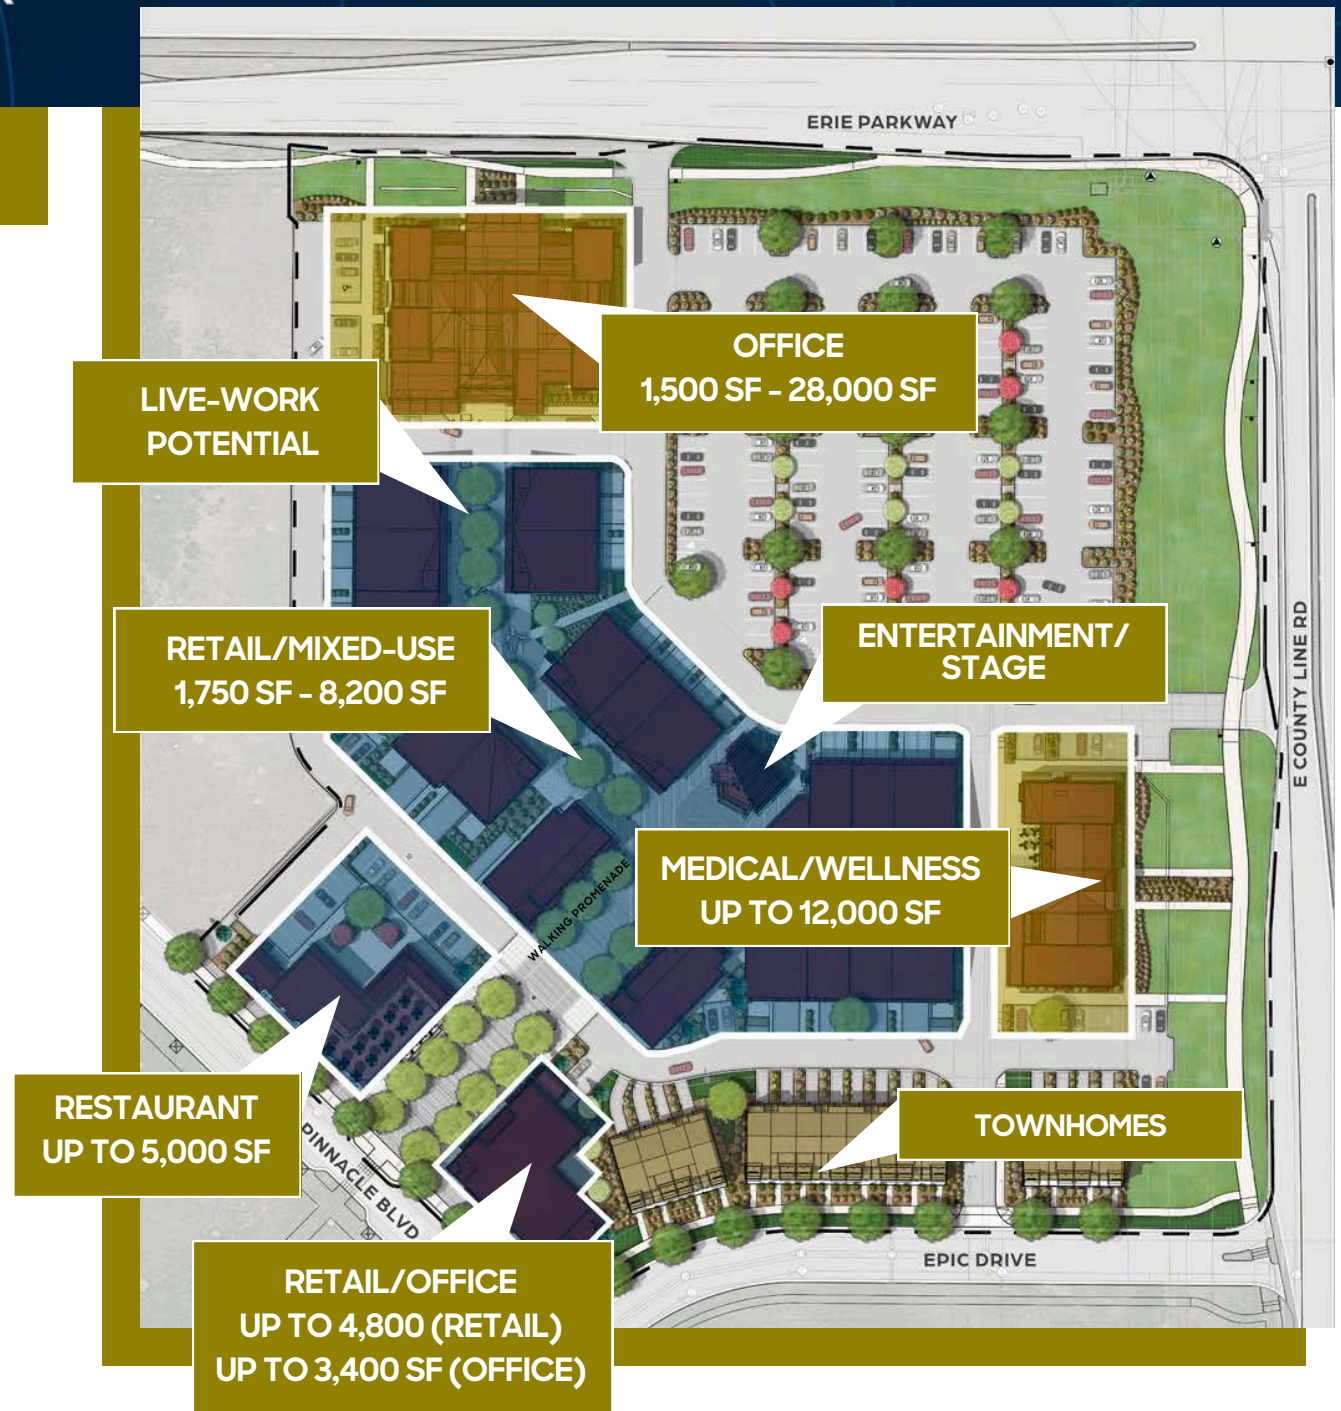 ERIE PARKWAY
OFFICE
1,500 SF - 28,000 SF
LIVE-WORK
POTENTIAL
RETAIL/MIXED-USE
1,750 SF - 8,200 SF
ENTERTAINMENT/
STAGE
E COUNTY LINE RD
MEDICAL/WELLNESS
UP TO 12,000 SF
WALKING PROMENADE
RESTAURANT
UP TO 5,000 SF
TOWNHOMES
PINNACLE BLVD
EPIC DRIVE
RETAIL/OFFICE
UP TO 4,800 (RETAIL)
UP TO 3,400 SF (OFFICE)